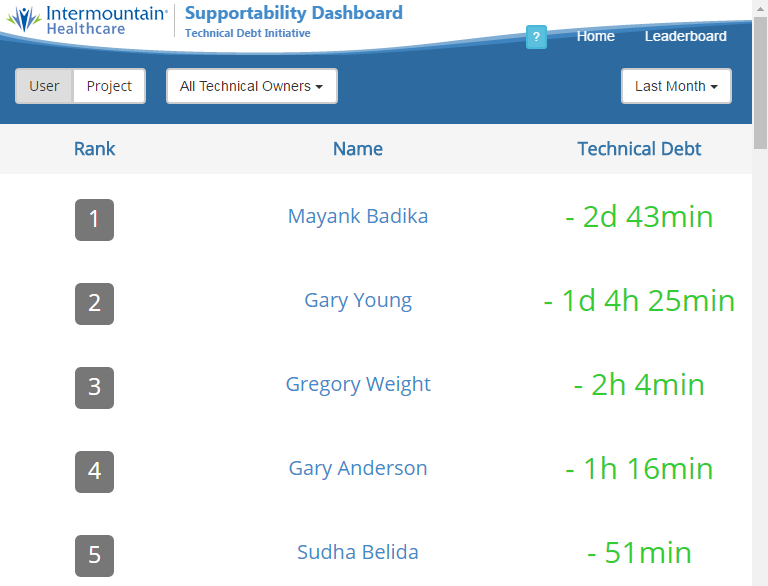 Intermountain® Supportability Dashboard
Healthcare Technical Debt Initiative
? Home Leaderboard
User Project All Technical Owners Last Month
Rank Name Technical Debt
1 Mayank Badika - 2d 43min
2 Gary Young - 1d 4h 25min
3 Gregory Weight - 2h 4min
4 Gary Anderson - 1h 16min
5 Sudha Belida - 51min